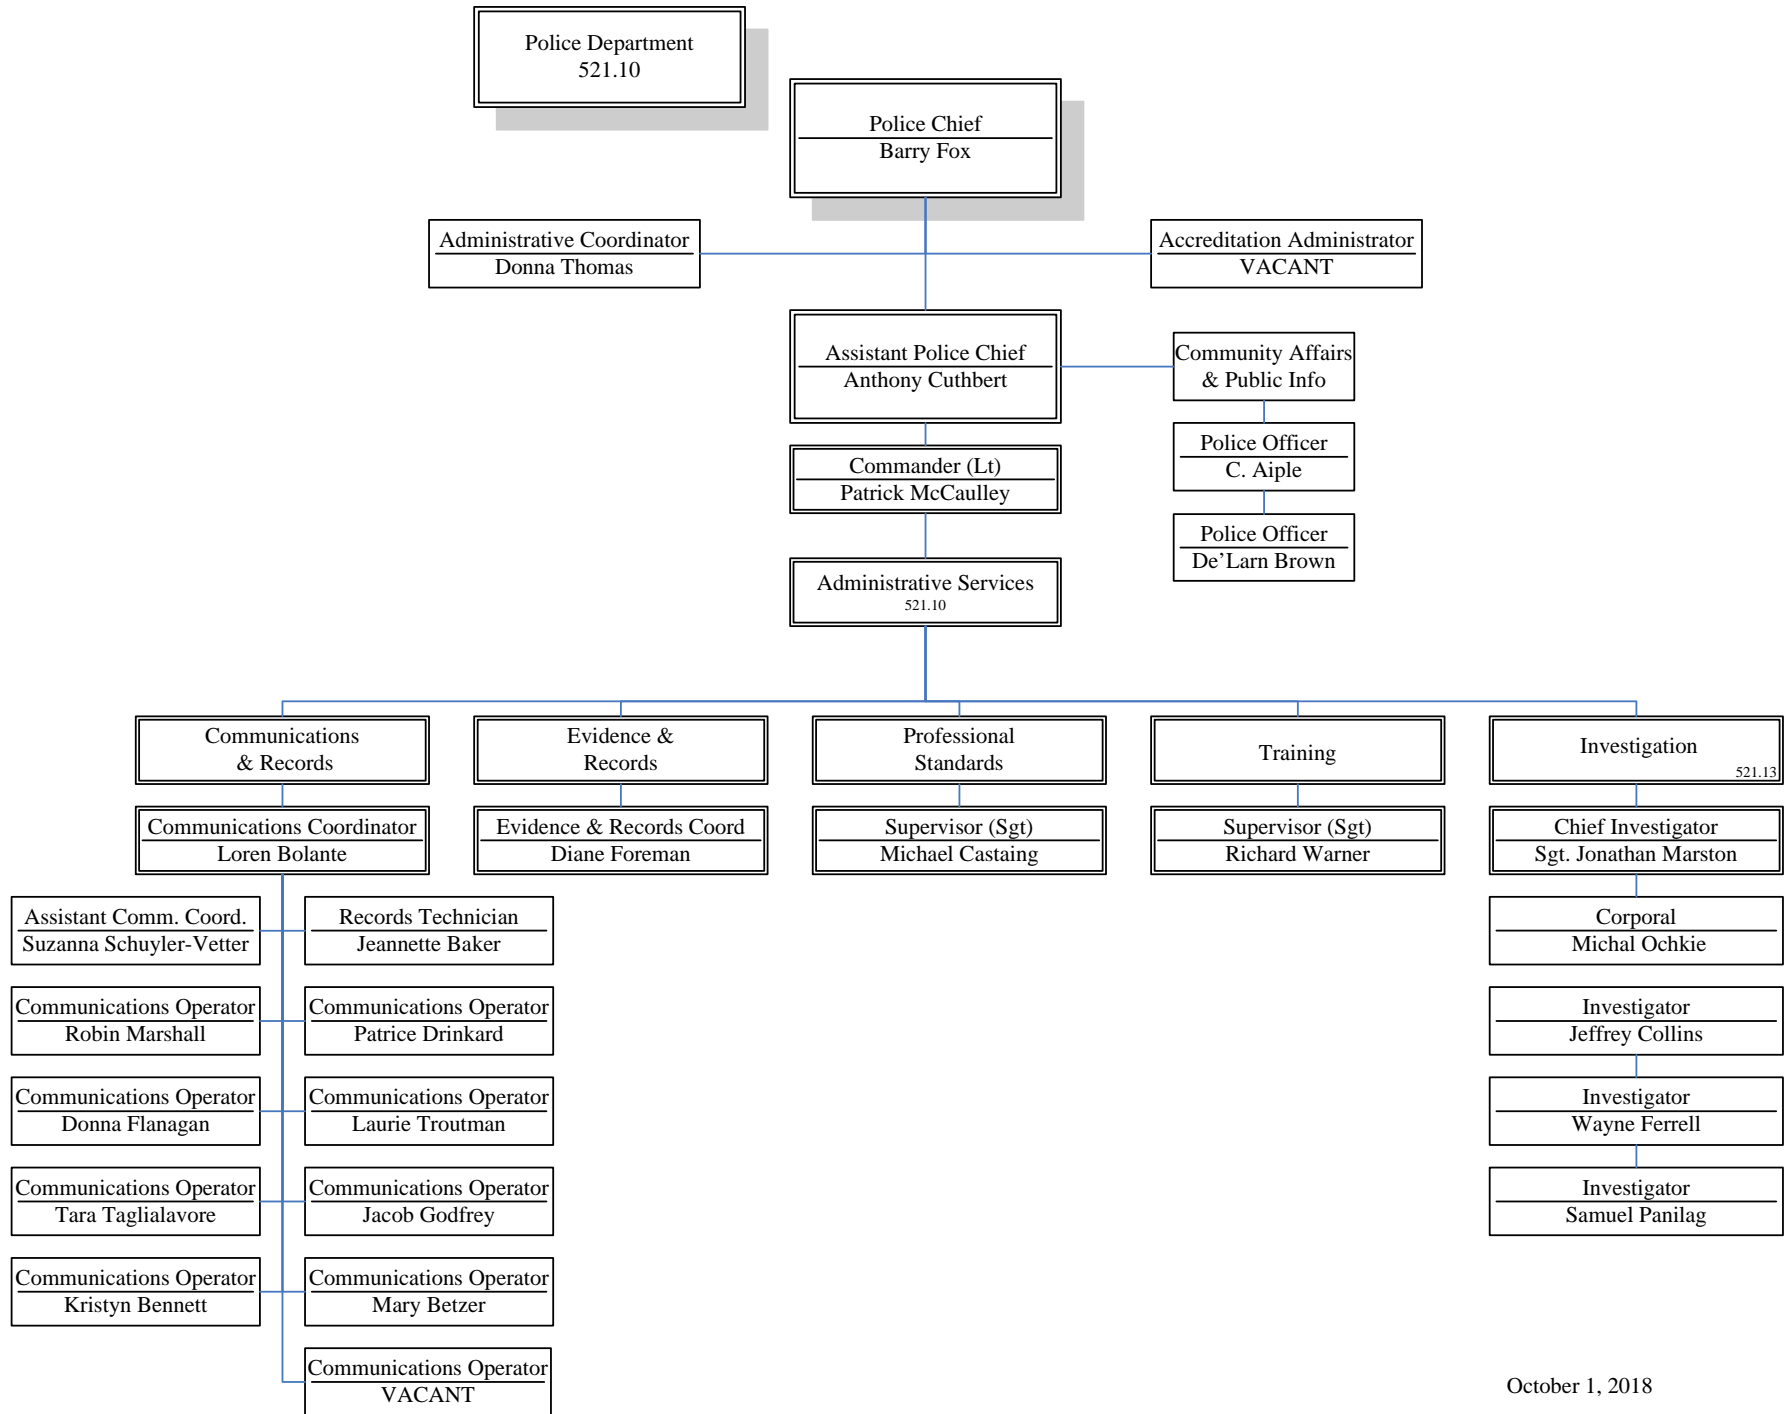 Police Department
521.10
Police Chief
Barry Fox
Administrative Coordinator
Donna Thomas
Accreditation Administrator
VACANT
Assistant Police Chief
Anthony Cuthbert
Community Affairs
& Public Info
Police Officer
C. Aiple
Commander (Lt)
Patrick McCaulley
Police Officer
De’Larn Brown
Administrative Services
521.10
Communications
& Records
Evidence &
Records
Professional
Standards
Training
Investigation
521.13
Communications Coordinator
Loren Bolante
Evidence & Records Coord
Diane Foreman
Supervisor (Sgt)
Michael Castaing
Supervisor (Sgt)
Richard Warner
Chief Investigator
Sgt. Jonathan Marston
Assistant Comm. Coord.
Suzanna Schuyler-Vetter
Records Technician
Jeannette Baker
Corporal
Michal Ochkie
Communications Operator
Robin Marshall
Communications Operator
Patrice Drinkard
Investigator
Jeffrey Collins
Communications Operator
Donna Flanagan
Communications Operator
Laurie Troutman
Investigator
Wayne Ferrell
Communications Operator
Tara Taglialavore
Communications Operator
Jacob Godfrey
Investigator
Samuel Panilag
Communications Operator
Kristyn Bennett
Communications Operator
Mary Betzer
Communications Operator
VACANT
October 1, 2018